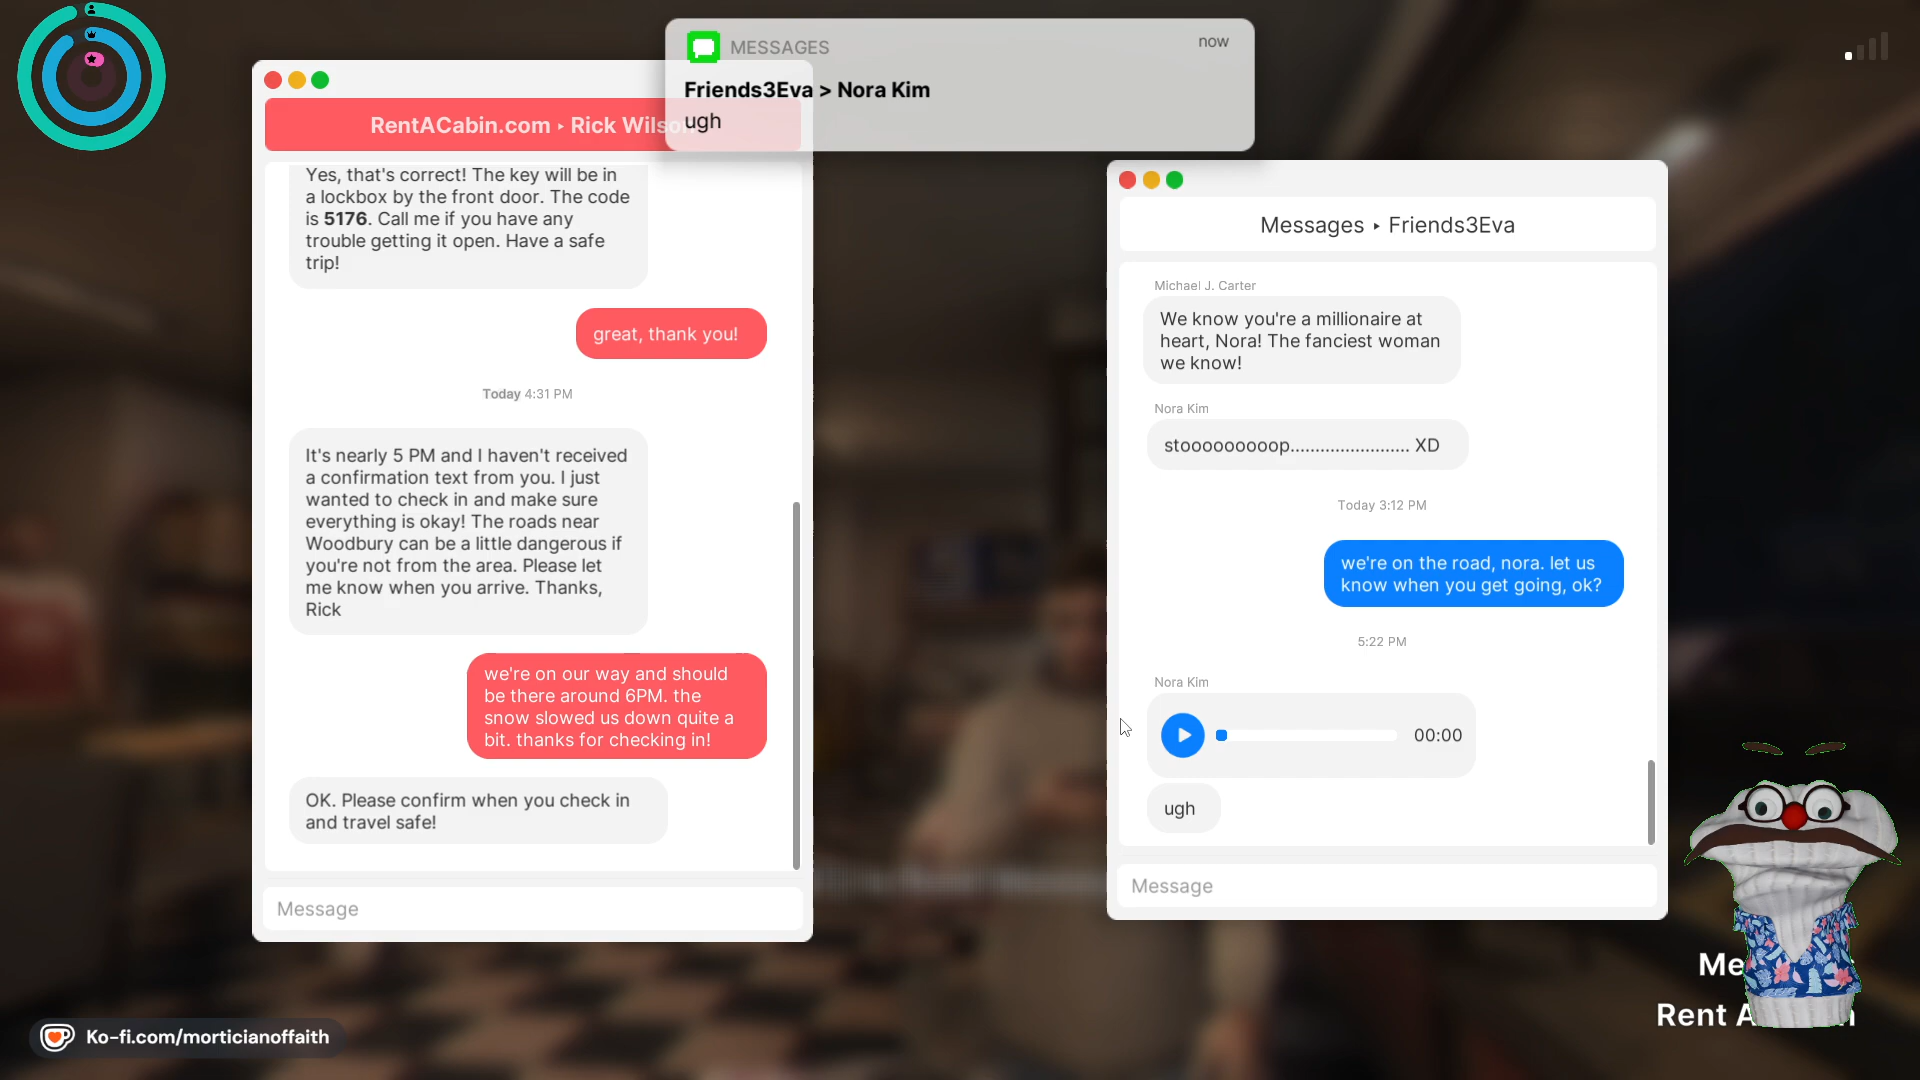 MESSAGES
now
Friends3Eva > Nora Kim
ugh
RentACabin.com ▸ Rick Wilson
Yes, that's correct! The key will be in
a lockbox by the front door. The code
is 5176. Call me if you have any
trouble getting it open. Have a safe
trip!
great, thank you!
Today 4:31 PM
It's nearly 5 PM and I haven't received
a confirmation text from you. I just
wanted to check in and make sure
everything is okay! The roads near
Woodbury can be a little dangerous if
you're not from the area. Please let
me know when you arrive. Thanks,
Rick
we're on our way and should
be there around 6PM. the
snow slowed us down quite a
bit. thanks for checking in!
OK. Please confirm when you check in
and travel safe!
Message
Messages ▸ Friends3Eva
Michael J. Carter
We know you're a millionaire at
heart, Nora! The fanciest woman
we know!
Nora Kim
stooooooooop........................ XD
Today 3:12 PM
we're on the road, nora. let us
know when you get going, ok?
5:22 PM
Nora Kim
00:00
ugh
Message
Rent
Ko-fi.com/morticianoffaith